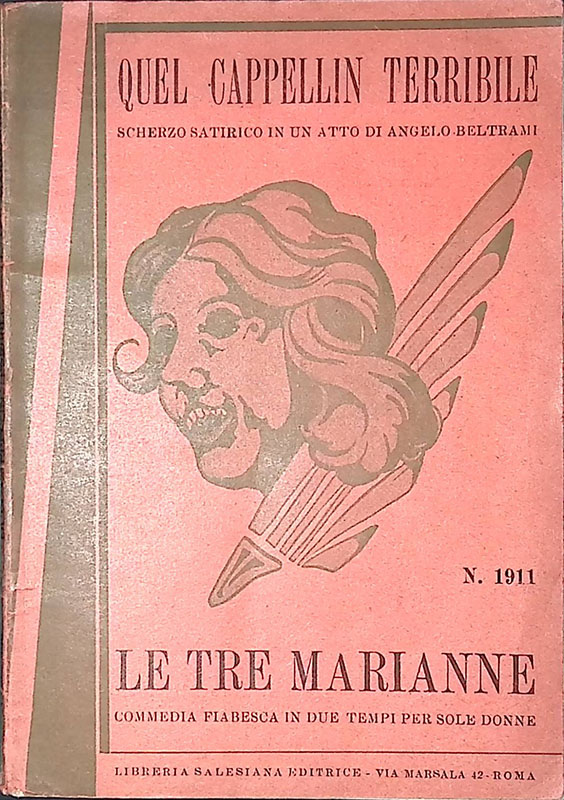 QUEL CAPPELLIN TERRIBILE
SCHERZO SATIRICO IN UN ATTO DI ANGELO BELTRAMI
N. 1911
LE TRE MARIANNE
COMMEDIA FIABESCA IN DUE TEMPI PER SOLE DONNE
LIBRERIA SALESIANA EDITRICE - VIA MARSALA 42-ROMA